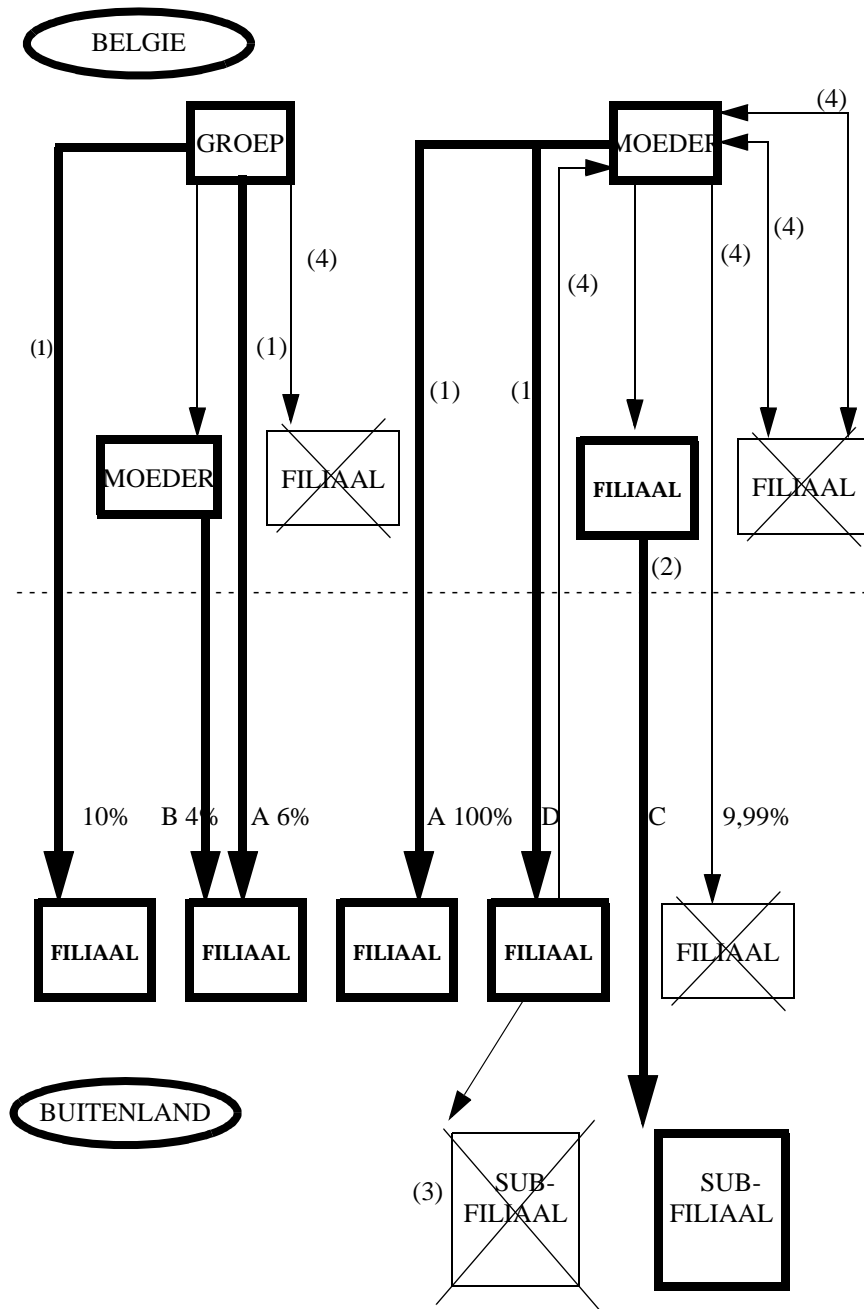 BELGIE
GROEP
MOEDER
(4)
(4)
(4)
(4)
(4)
(1)
(1)
(1)
(1
MOEDER
FILIAAL
FILIAAL
FILIAAL
(2)
10%
B 4%
A 6%
A 100%
D
C
9,99%
FILIAAL
FILIAAL
FILIAAL
FILIAAL
FILIAAL
BUITENLAND
(3)
SUB-
FILIAAL
SUB-
FILIAAL